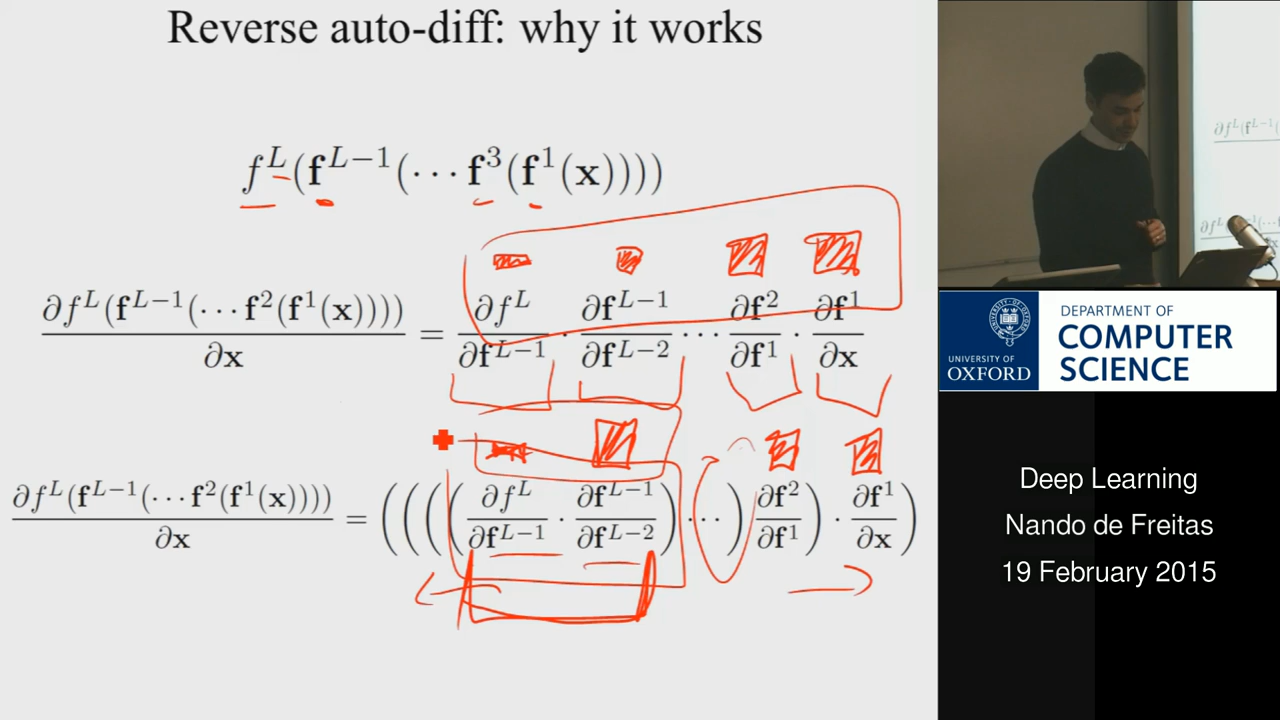 Reverse auto-diff: why it works
f^L(f^{L−1}(⋯ f^3(f^1(x))))
∂f^L(f^{L−1}(⋯ f^2(f^1(x)))) / ∂x = ∂f^L/∂f^{L−1} · ∂f^{L−1}/∂f^{L−2} ⋯ ∂f^2/∂f^1 · ∂f^1/∂x
∂f^L(f^{L−1}(⋯ f^2(f^1(x)))) / ∂x = ((((∂f^L/∂f^{L−1} · ∂f^{L−1}/∂f^{L−2}) ⋯) ∂f^2/∂f^1) · ∂f^1/∂x)
UNIVERSITY OF
OXFORD
DEPARTMENT OF
COMPUTER
SCIENCE
Deep Learning
Nando de Freitas
19 February 2015